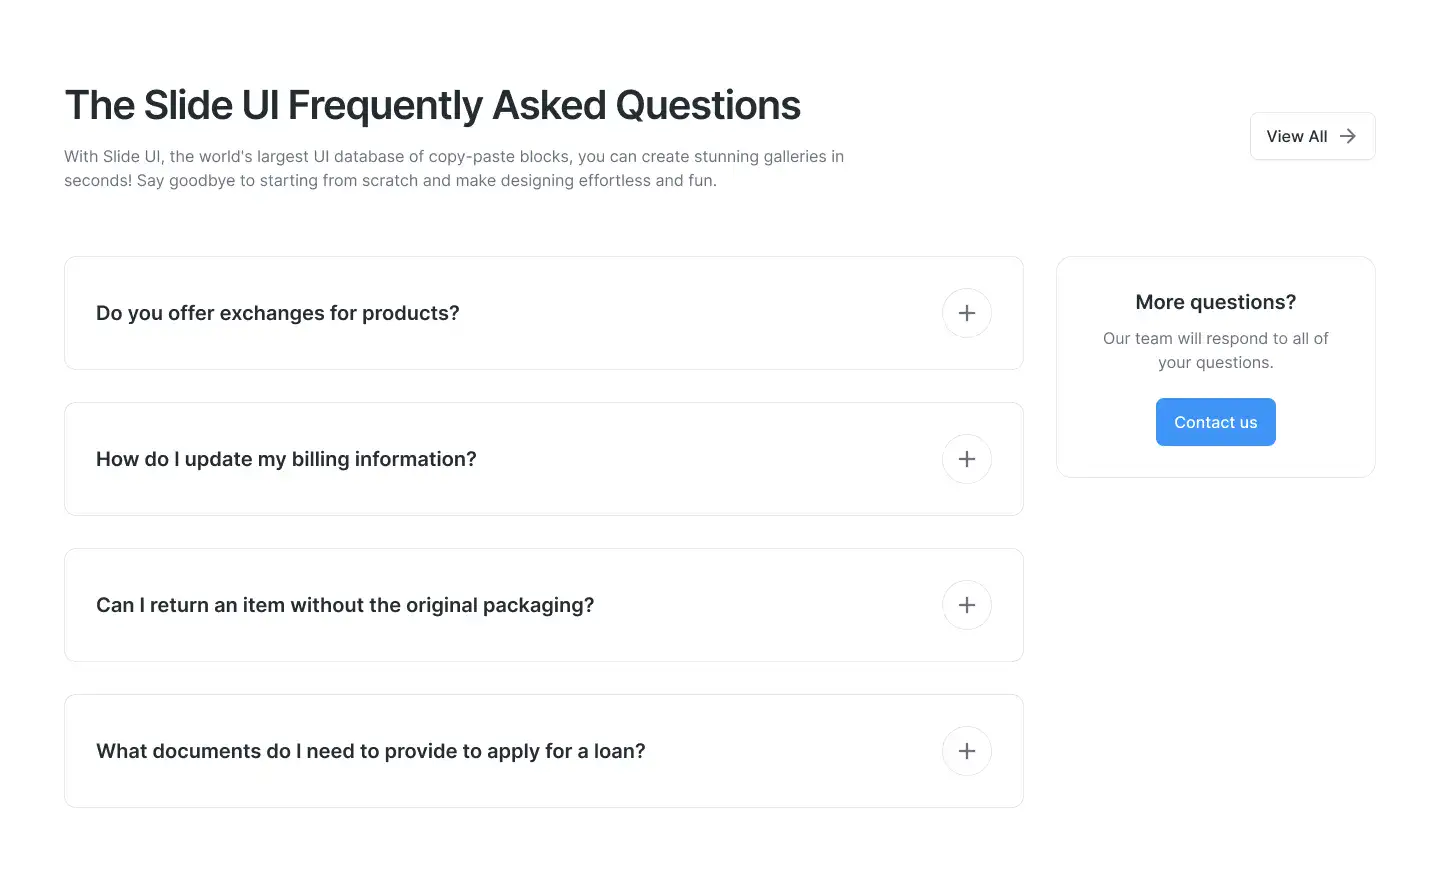 The Slide UI Frequently Asked Questions
With Slide UI, the world's largest UI database of copy-paste blocks, you can create stunning galleries in
seconds! Say goodbye to starting from scratch and make designing effortless and fun.
View All
Do you offer exchanges for products?
How do I update my billing information?
Can I return an item without the original packaging?
What documents do I need to provide to apply for a loan?
More questions?
Our team will respond to all of
your questions.
Contact us